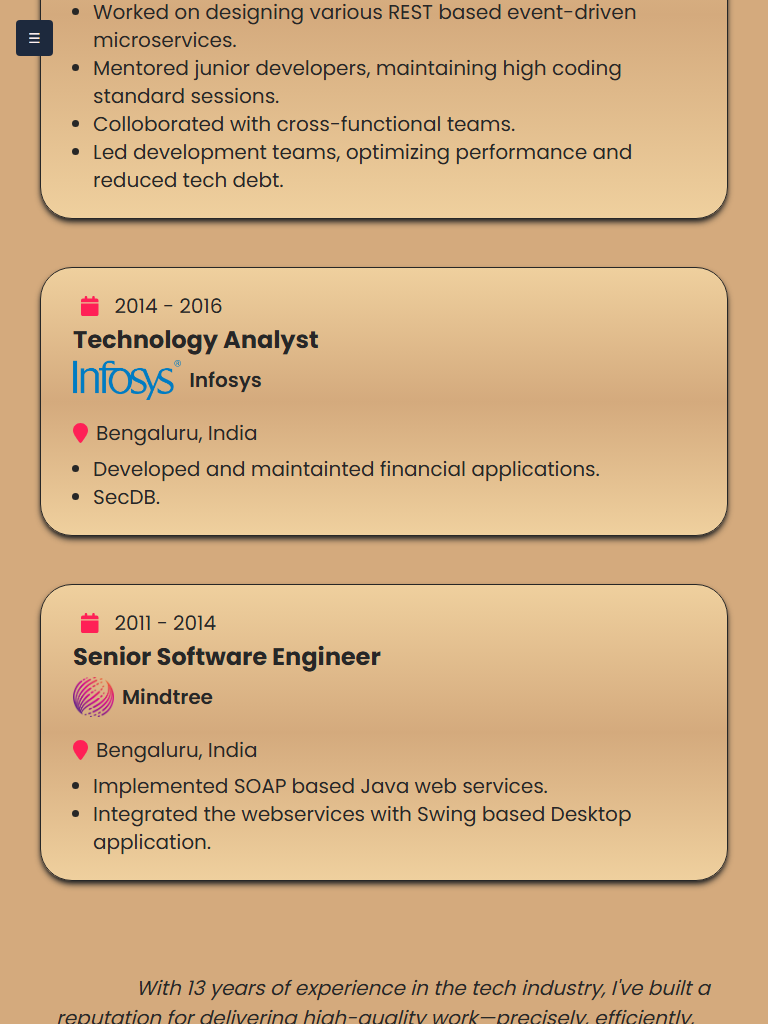 Worked on designing various REST based event-driven
microservices.
☰
Mentored junior developers, maintaining high coding
standard sessions.
Colloborated with cross-functional teams.
Led development teams, optimizing performance and
reduced tech debt.
2014 - 2016
Technology Analyst
Infosys® Infosys
Bengaluru, India
Developed and maintainted financial applications.
SecDB.
2011 - 2014
Senior Software Engineer
Mindtree
Bengaluru, India
Implemented SOAP based Java web services.
Integrated the webservices with Swing based Desktop
application.
With 13 years of experience in the tech industry, I've built a
reputation for delivering high-quality work—precisely, efficiently,